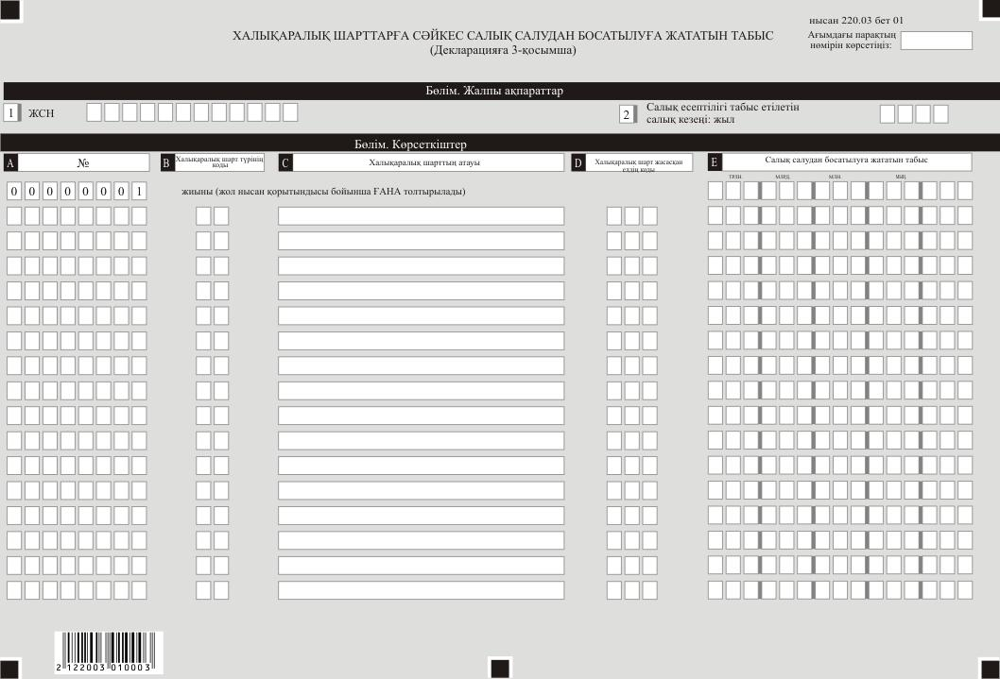 нысан 220.03 бет 01
ХАЛЫҚАРАЛЫҚ ШАРТТАРҒА СӘЙКЕС САЛЫҚ САЛУДАН БОСАТЫЛУҒА ЖАТАТЫН ТАБЫС
(Декларацияға 3-қосымша)
Ағымдағы парақтың
нөмірін көрсетіңіз:
Бөлім. Жалпы ақпараттар
1 ЖСН
2 Салық есептілігі табыс етілетін
салық кезеңі: жыл
Бөлім. Көрсеткіштер
A №
B Халықаралық шарт түрінің
коды
C Халықаралық шарттың атауы
D Халықаралық шарт жасасқан
елдің коды
E Салық салудан босатылуға жататын табыс
ТРЛН. МЛРД. МЛН. МЫҢ
0 0 0 0 0 0 0 1 жиыны (жол нысан қорытындысы бойынша ҒАНА толтырылады)
2 122003 010003